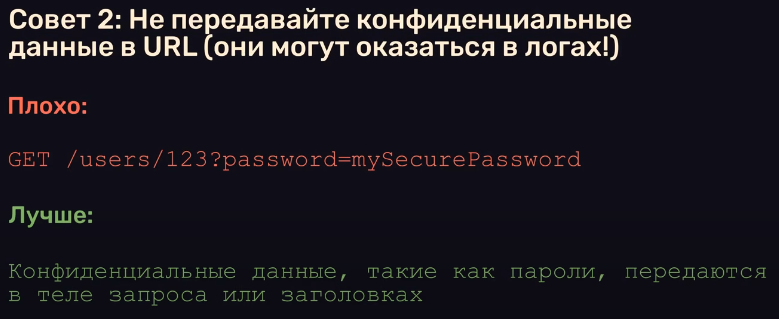 Совет 2: Не передавайте конфиденциальные
данные в URL (они могут оказаться в логах!)
Плохо:
GET /users/123?password=mySecurePassword
Лучше:
Конфиденциальные данные, такие как пароли, передаются
в теле запроса или заголовках